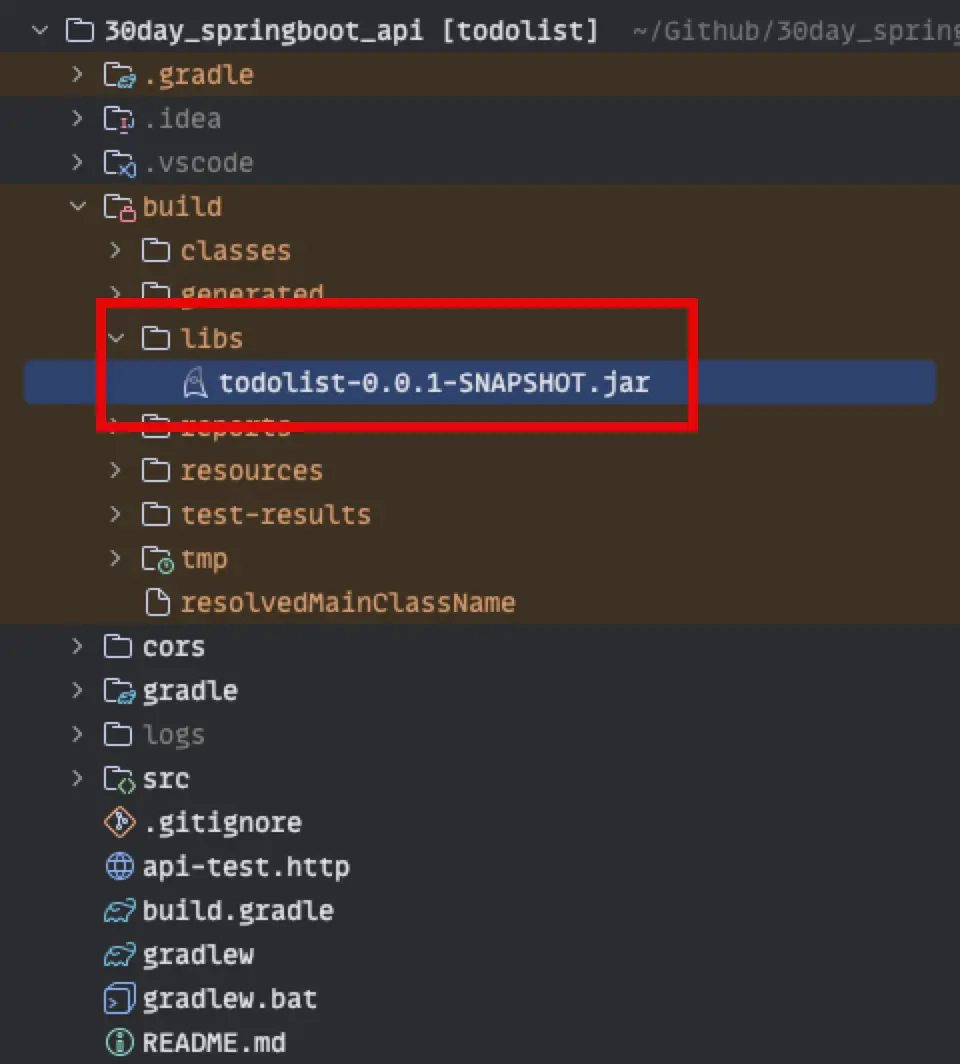 30day_springboot_api [todolist] ~/Github/30day_spring
.gradle
.idea
.vscode
build
classes
generated
libs
todolist-0.0.1-SNAPSHOT.jar
reports
resources
test-results
tmp
resolvedMainClassName
cors
gradle
logs
src
.gitignore
api-test.http
build.gradle
gradlew
gradlew.bat
README.md